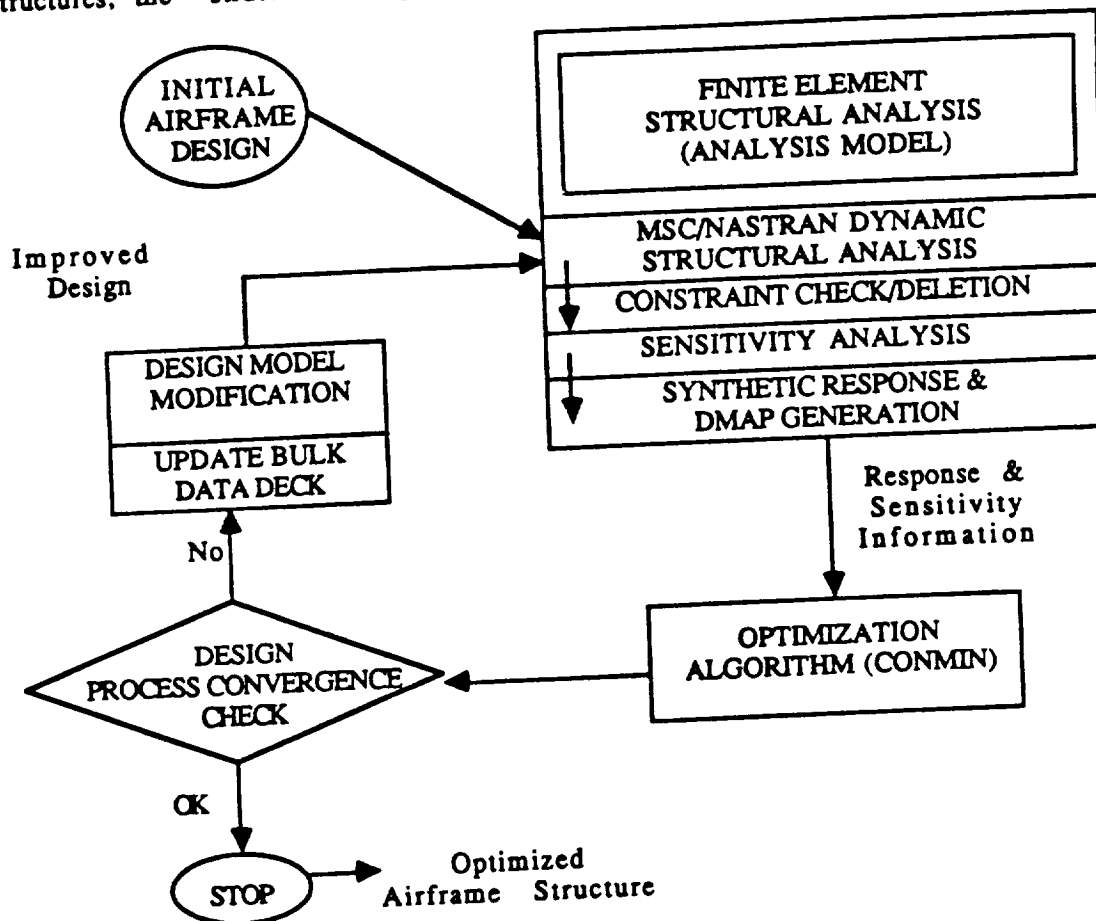 INITIAL
AIRFRAME
DESIGN
FINITE ELEMENT
STRUCTURAL ANALYSIS
(ANALYSIS MODEL)
MSC/NASTRAN DYNAMIC
STRUCTURAL ANALYSIS
CONSTRAINT CHECK/DELETION
SENSITIVITY ANALYSIS
SYNTHETIC RESPONSE &
DMAP GENERATION
Improved
Design
DESIGN MODEL
MODIFICATION
UPDATE BULK
DATA DECK
Response &
Sensitivity
Information
No
OPTIMIZATION
ALGORITHM (CONMIN)
DESIGN
PROCESS CONVERGENCE
CHECK
OK
STOP
Optimized
Airframe Structure